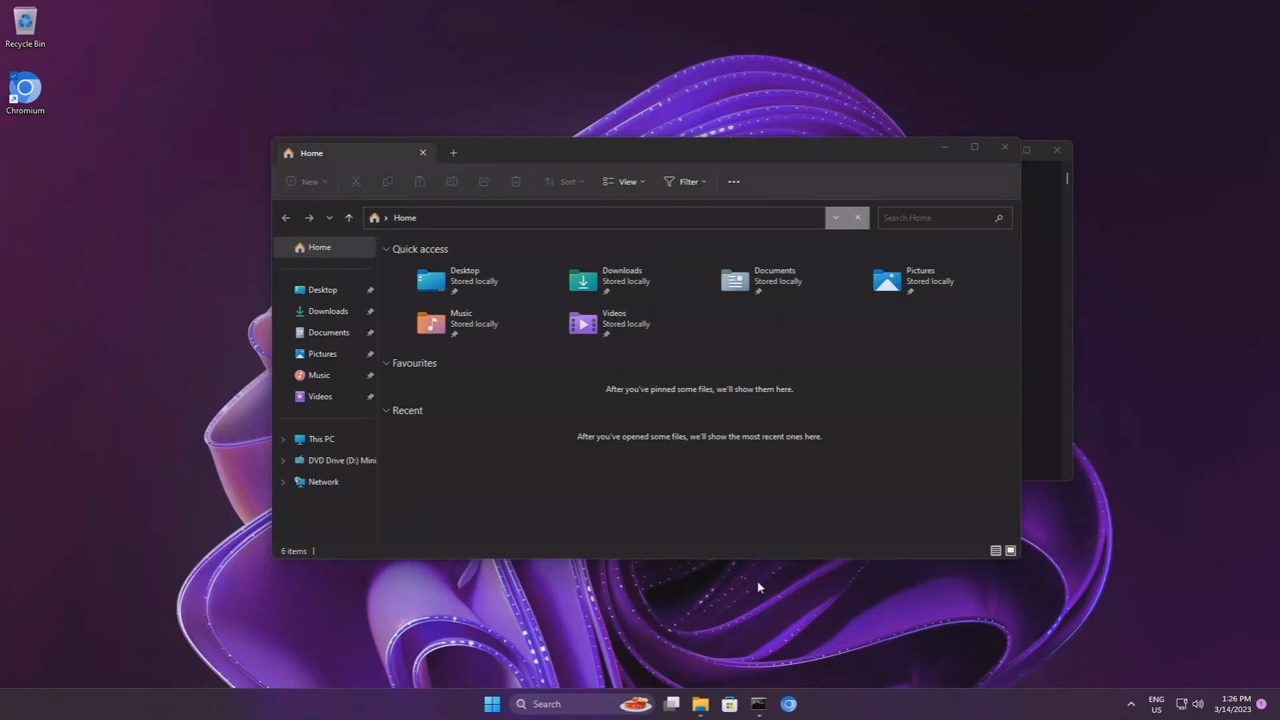 Recycle Bin
Chromium
Home
New
Sort
View
Filter
Home
Search Home
Home
Quick access
Desktop
Stored locally
Downloads
Stored locally
Documents
Stored locally
Pictures
Stored locally
Music
Stored locally
Videos
Stored locally
Favourites
After you've pinned some files, we'll show them here.
Recent
After you've opened some files, we'll show the most recent ones here.
Desktop
Downloads
Documents
Pictures
Music
Videos
This PC
DVD Drive (D:) Mini
Network
6 items
Search
ENG
US
1:26 PM
3/14/2023